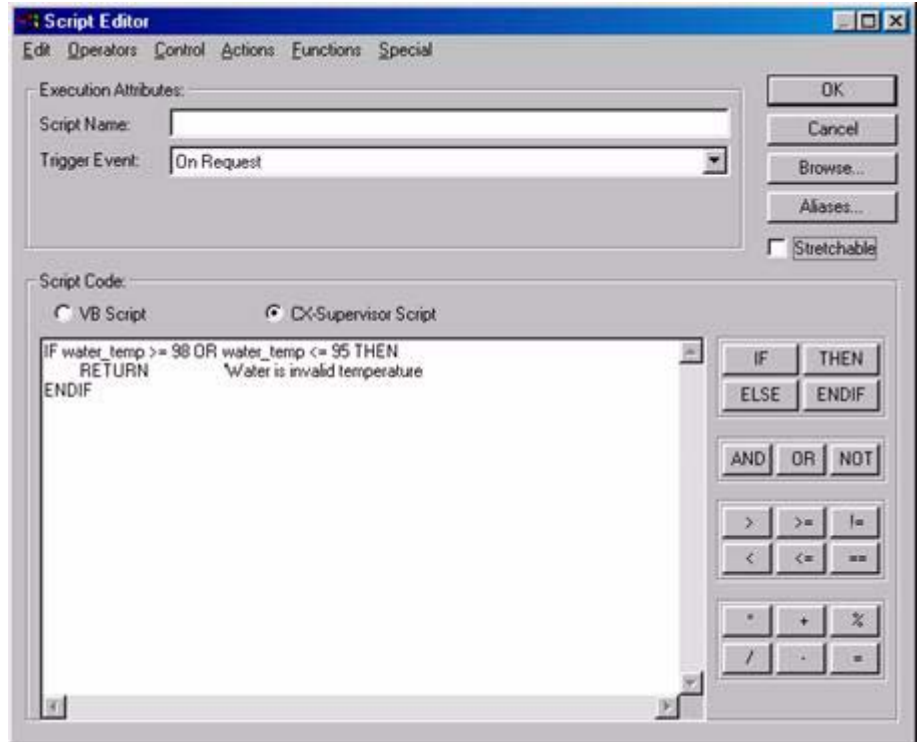 Script Editor
Edit Operators Control Actions Functions Special
Execution Attributes:
Script Name:
Trigger Event: On Request
OK
Cancel
Browse...
Aliases...
Stretchable
Script Code:
VB Script CX-Supervisor Script
IF water_temp >= 98 OR water_temp <= 95 THEN
RETURN 'Water is invalid temperature
ENDIF
IF THEN
ELSE ENDIF
AND OR NOT
> >= !=
< <= ==
* + %
/ - =